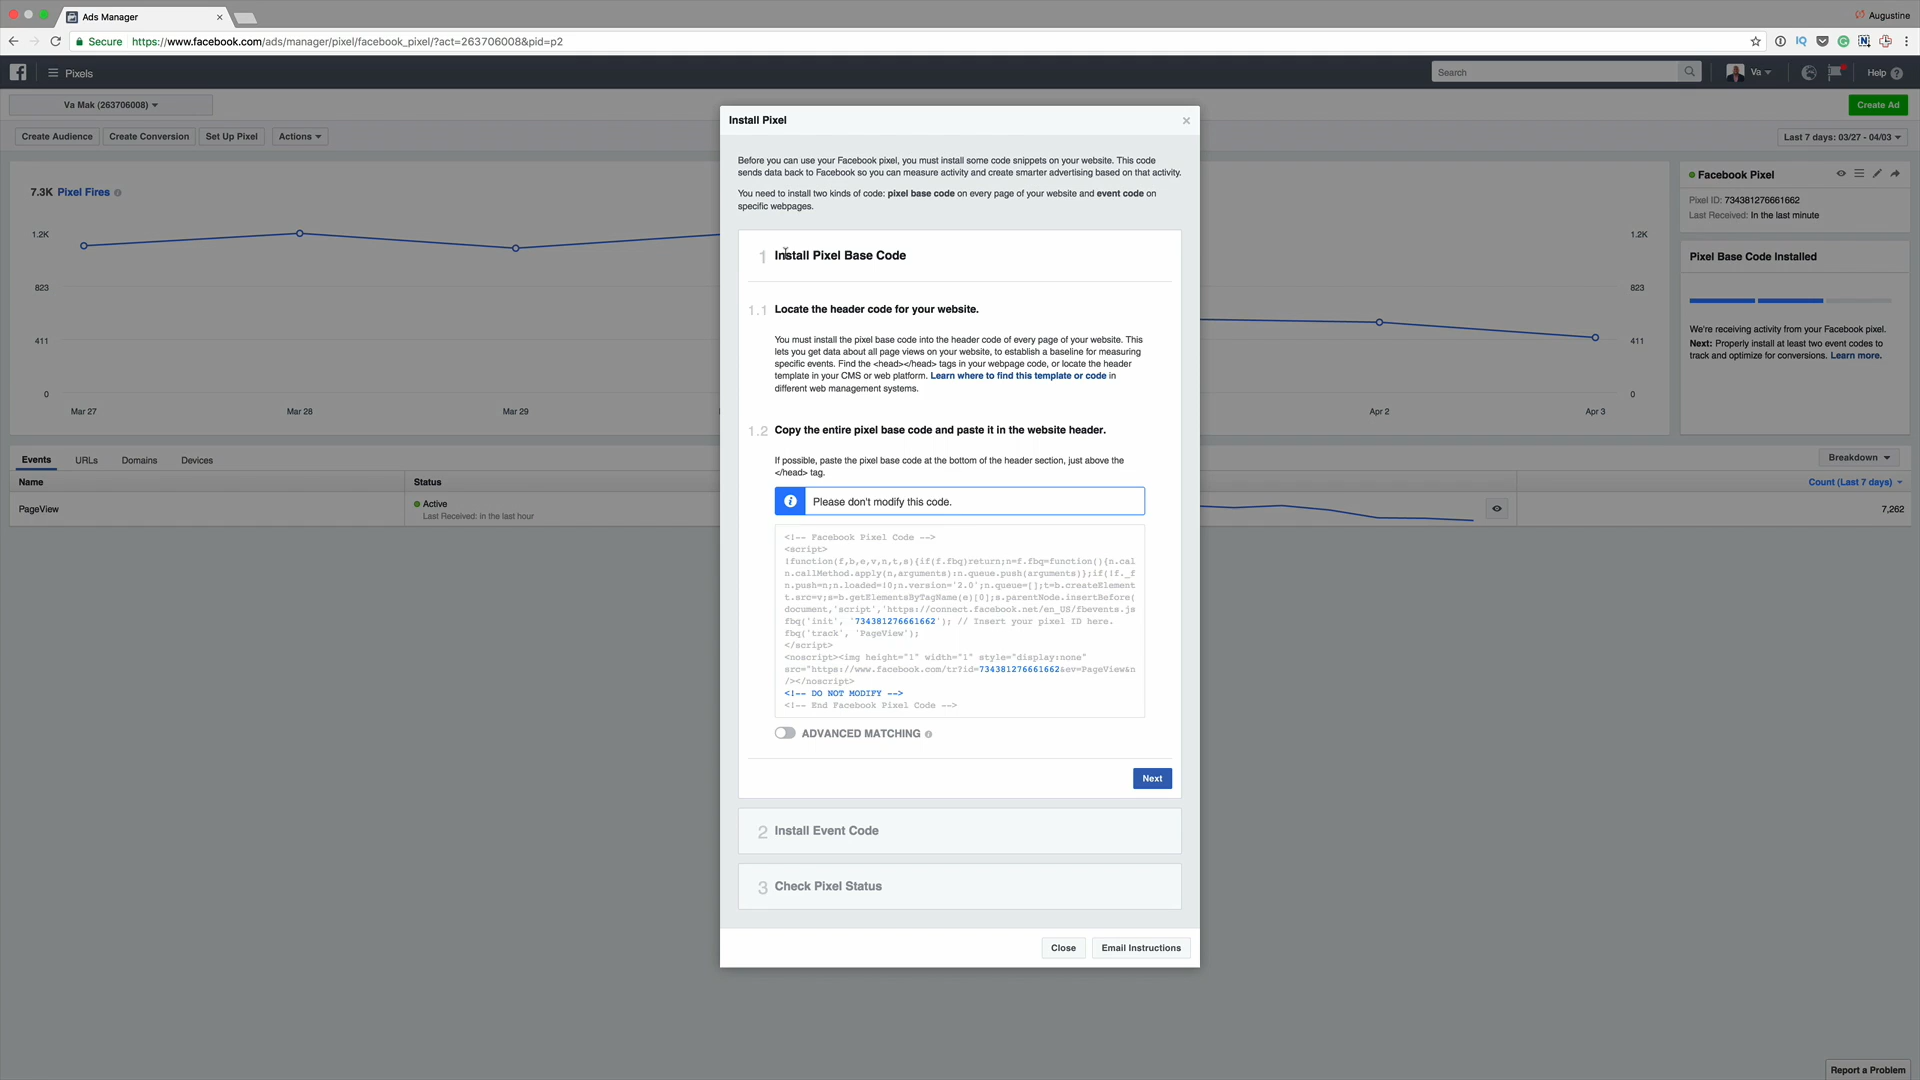 Ads Manager
Augustine
Secure https://www.facebook.com/ads/manager/pixel/facebook_pixel/?act=263706008&pid=p2
Pixels
Search
Va
Help
Va Mak (263706008)
Create Ad
Create Audience
Create Conversion
Set Up Pixel
Actions
Last 7 days: 03/27 - 04/03
7.3K Pixel Fires
1.2K
823
411
0
Mar 27
Mar 28
Mar 29
Apr 2
Apr 3
1.2K
823
411
0
Facebook Pixel
Pixel ID: 734381276661662
Last Received: In the last minute
Pixel Base Code Installed
We're receiving activity from your Facebook pixel.
Next: Properly install at least two event codes to
track and optimize for conversions. Learn more.
Events
URLs
Domains
Devices
Breakdown
Name
Status
Count (Last 7 days)
PageView
Active
Last Received: in the last hour
7,262
Install Pixel
Before you can use your Facebook pixel, you must install some code snippets on your website. This code
sends data back to Facebook so you can measure activity and create smarter advertising based on that activity.
You need to install two kinds of code: pixel base code on every page of your website and event code on
specific webpages.
1 Install Pixel Base Code
1.1 Locate the header code for your website.
You must install the pixel base code into the header code of every page of your website. This
lets you get data about all page views on your website, to establish a baseline for measuring
specific events. Find the <head></head> tags in your webpage code, or locate the header
template in your CMS or web platform. Learn where to find this template or code in
different web management systems.
1.2 Copy the entire pixel base code and paste it in the website header.
If possible, paste the pixel base code at the bottom of the header section, just above the
</head> tag.
Please don't modify this code.
<!-- Facebook Pixel Code -->
<script>
!function(f,b,e,v,n,t,s){if(f.fbq)return;n=f.fbq=function(){n.cal
n.callMethod.apply(n,arguments):n.queue.push(arguments)};if(!f._f
n.push=n;n.loaded=!0;n.version='2.0';n.queue=[];t=b.createElement
t.src=v;s=b.getElementsByTagName(e)[0];s.parentNode.insertBefore(
document,'script','https://connect.facebook.net/en_US/fbevents.js
fbq('init', '734381276661662'); // Insert your pixel ID here.
fbq('track', 'PageView');
</script>
<noscript><img height="1" width="1" style="display:none"
src="https://www.facebook.com/tr?id=734381276661662&ev=PageView&n
/></noscript>
<!-- DO NOT MODIFY -->
<!-- End Facebook Pixel Code -->
ADVANCED MATCHING
Next
2 Install Event Code
3 Check Pixel Status
Close
Email Instructions
Report a Problem